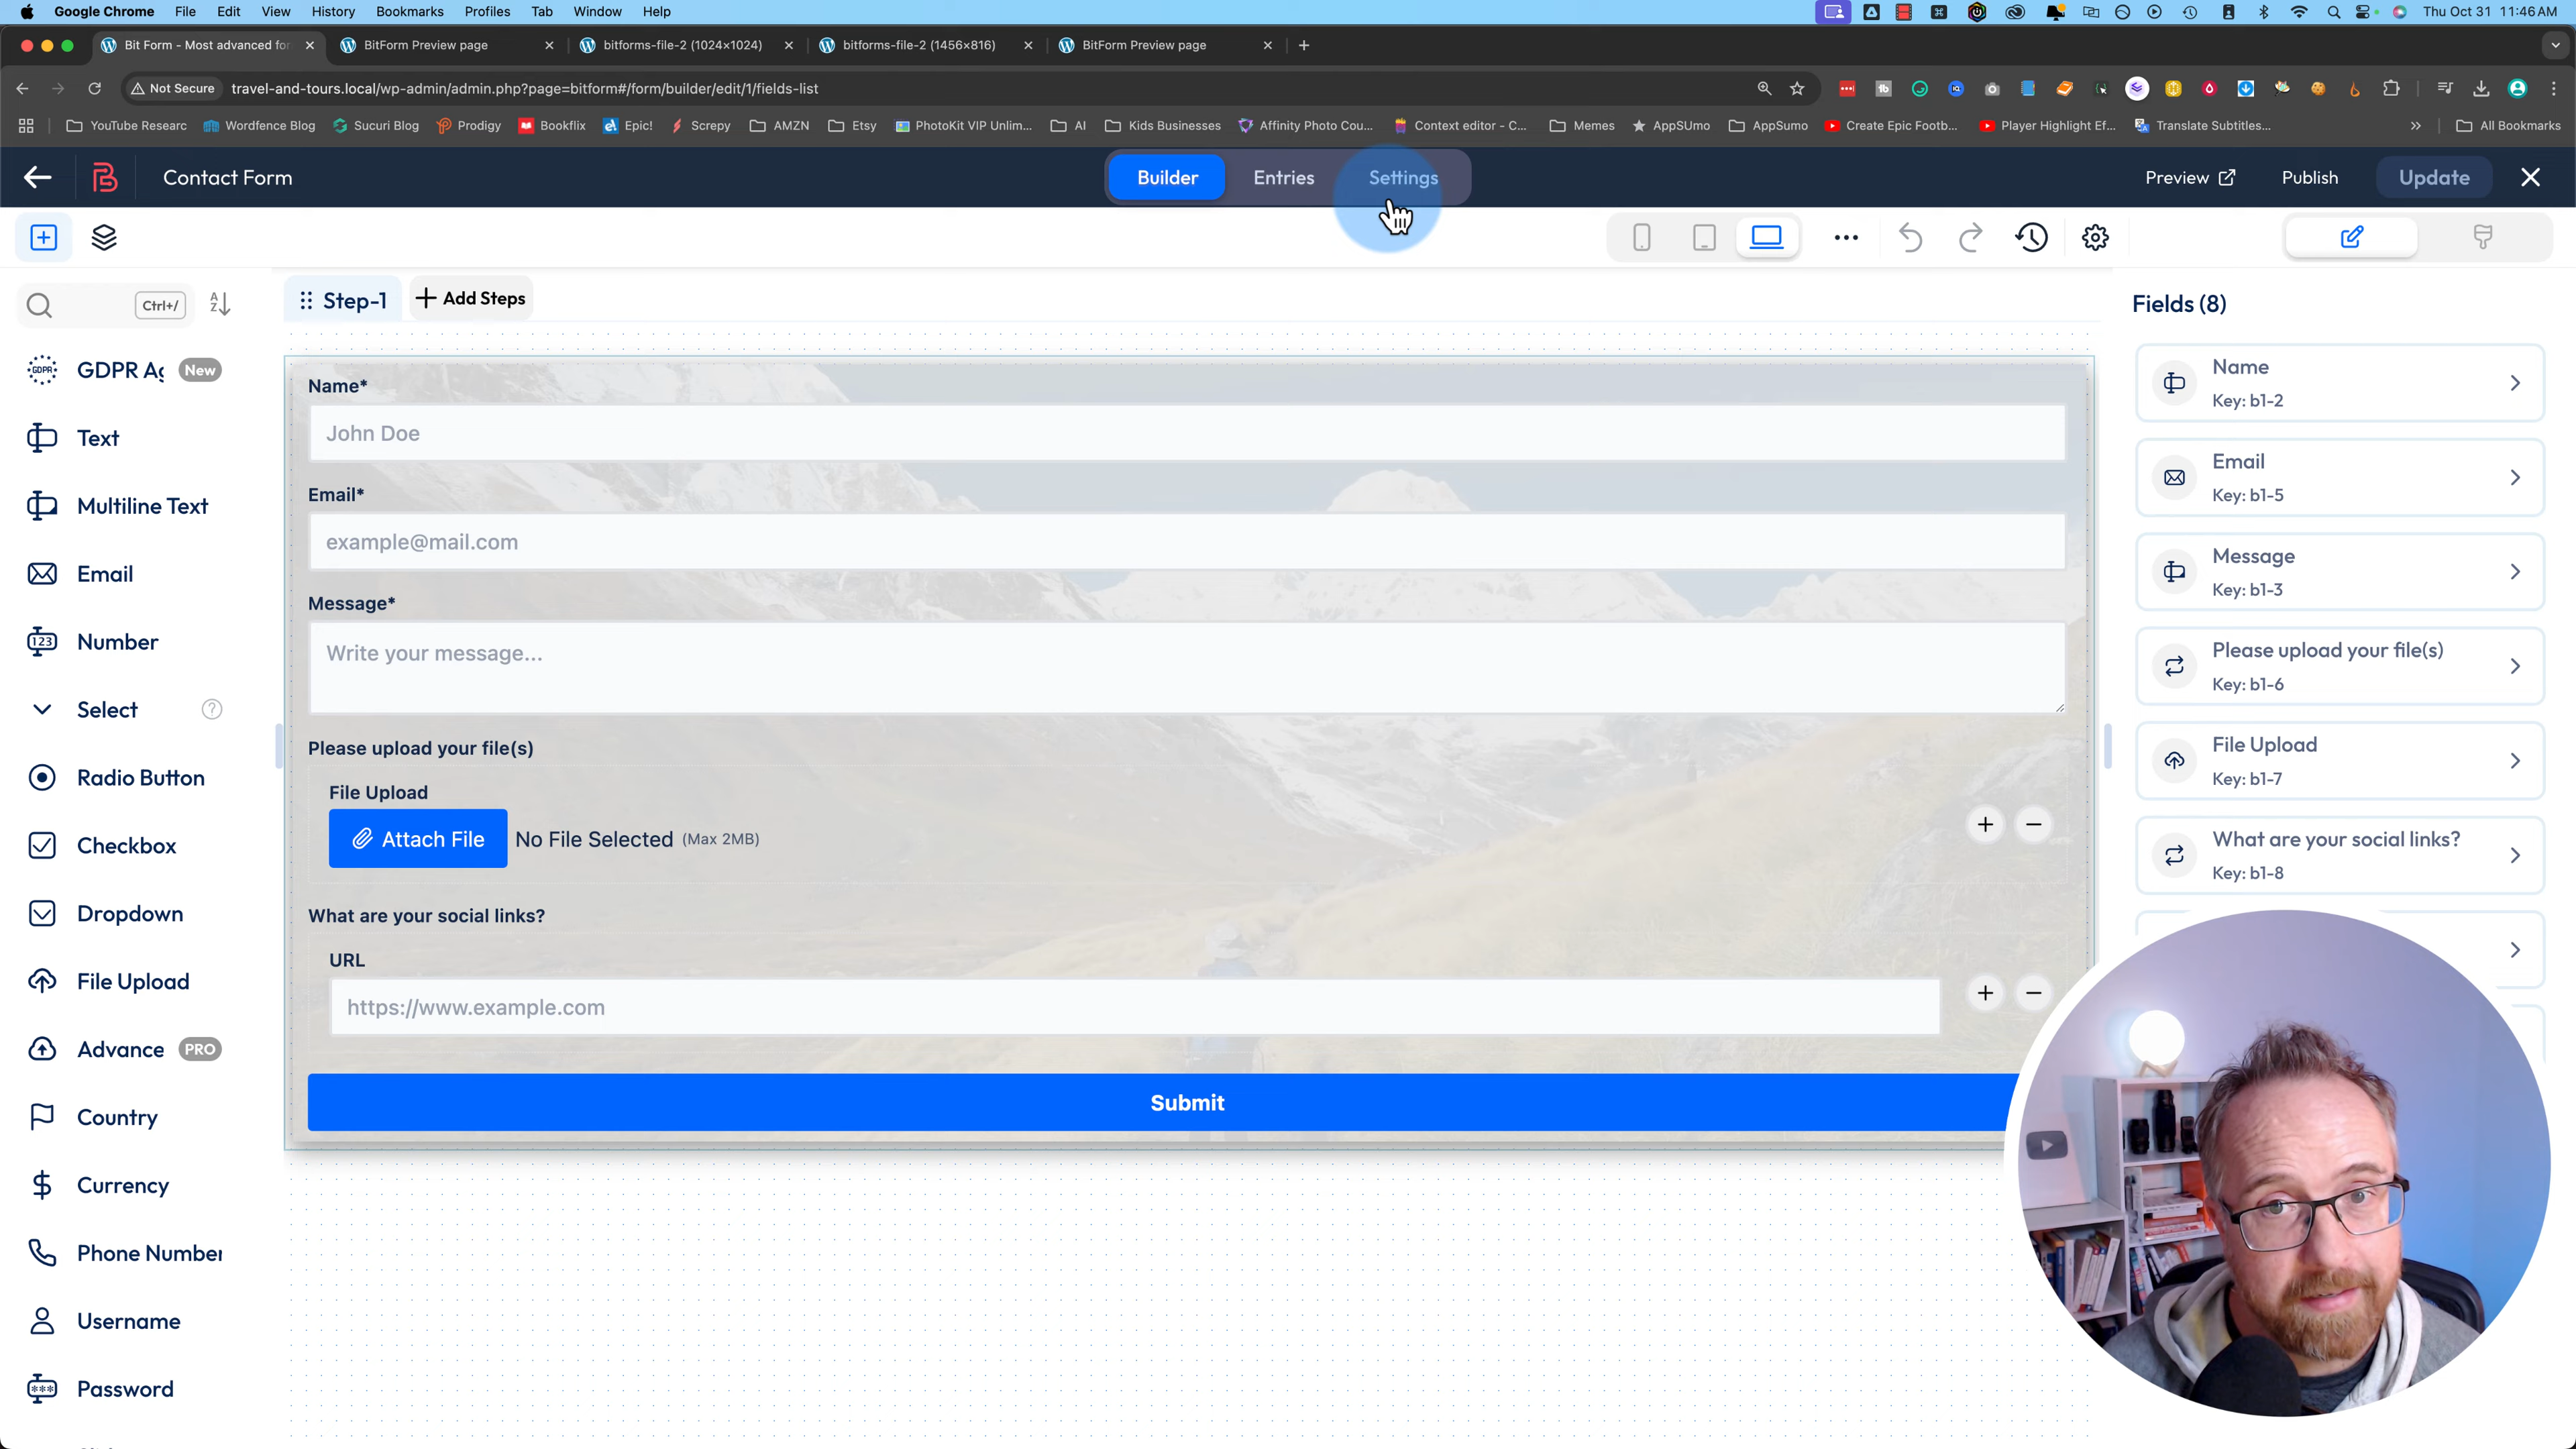 Google Chrome File Edit View History Bookmarks Profiles Tab Window Help Thu Oct 31 11:46 AM
Bit Form - Most advanced for BitForm Preview page bitforms-file-2 (1024×1024) bitforms-file-2 (1456×816) BitForm Preview page
Not Secure travel-and-tours.local/wp-admin/admin.php?page=bitform#/form/builder/edit/1/fields-list
YouTube Researc Wordfence Blog Sucuri Blog Prodigy Bookflix Epic! Screpy AMZN Etsy PhotoKit VIP Unlim... AI Kids Businesses Affinity Photo Cou... Context editor - C... Memes AppSUmo AppSumo Create Epic Footb... Player Highlight Ef... Translate Subtitles... All Bookmarks
Contact Form Builder Entries Settings Preview Publish Update
Ctrl+/
Step-1 Add Steps
Fields (8)
GDPR Ag New
Text
Multiline Text
Email
Number
Select
Radio Button
Checkbox
Dropdown
File Upload
Advance PRO
Country
Currency
Phone Number
Username
Password
Name*
John Doe
Email*
example@mail.com
Message*
Write your message...
Please upload your file(s)
File Upload
Attach File No File Selected (Max 2MB)
What are your social links?
URL
https://www.example.com
Submit
Name
Key: b1-2
Email
Key: b1-5
Message
Key: b1-3
Please upload your file(s)
Key: b1-6
File Upload
Key: b1-7
What are your social links?
Key: b1-8